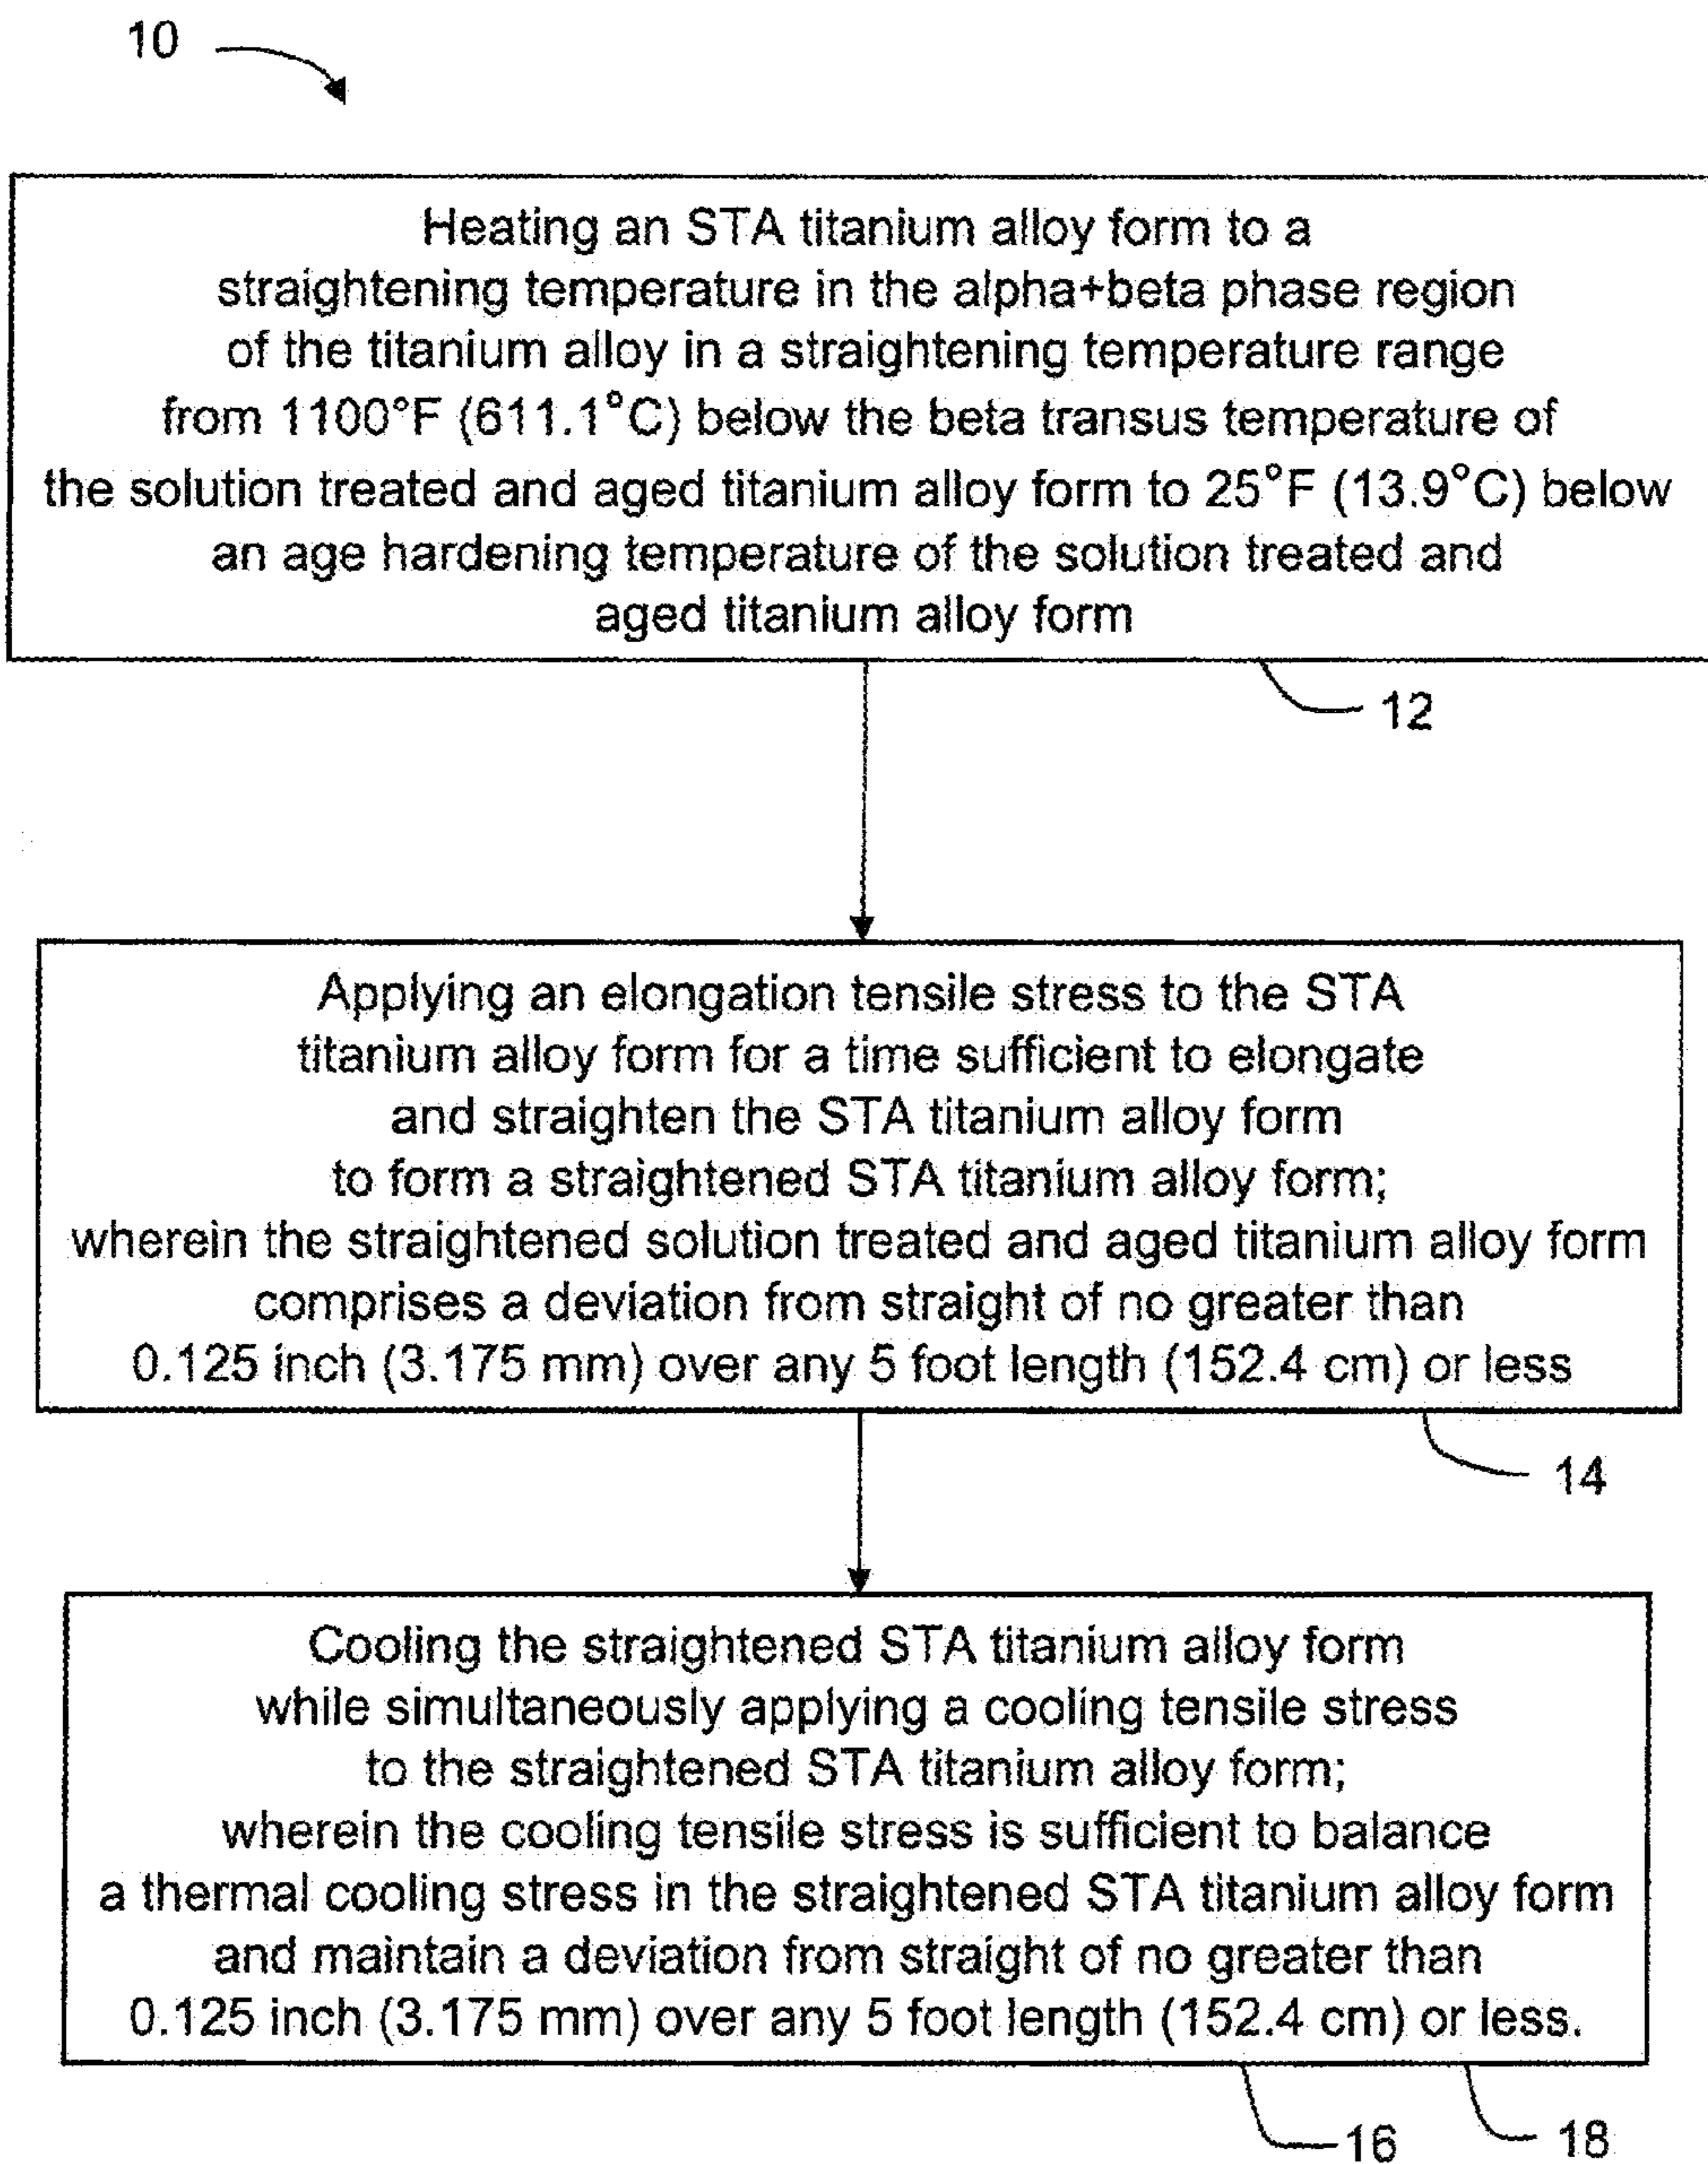 10
Heating an STA titanium alloy form to a
straightening temperature in the alpha+beta phase region
of the titanium alloy in a straightening temperature range
from 1100°F (611.1°C) below the beta transus temperature of
the solution treated and aged titanium alloy form to 25°F (13.9°C) below
an age hardening temperature of the solution treated and
aged titanium alloy form
12
Applying an elongation tensile stress to the STA
titanium alloy form for a time sufficient to elongate
and straighten the STA titanium alloy form
to form a straightened STA titanium alloy form;
wherein the straightened solution treated and aged titanium alloy form
comprises a deviation from straight of no greater than
0.125 inch (3.175 mm) over any 5 foot length (152.4 cm) or less
14
Cooling the straightened STA titanium alloy form
while simultaneously applying a cooling tensile stress
to the straightened STA titanium alloy form;
wherein the cooling tensile stress is sufficient to balance
a thermal cooling stress in the straightened STA titanium alloy form
and maintain a deviation from straight of no greater than
0.125 inch (3.175 mm) over any 5 foot length (152.4 cm) or less.
16 18